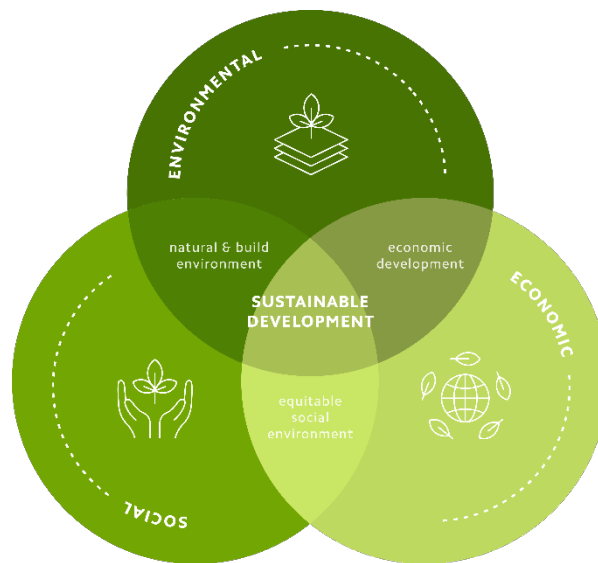 ENVIRONMENTAL
natural & build
environment
economic
development
SUSTAINABLE
DEVELOPMENT
ECONOMIC
equitable
social
environment
SOCIAL